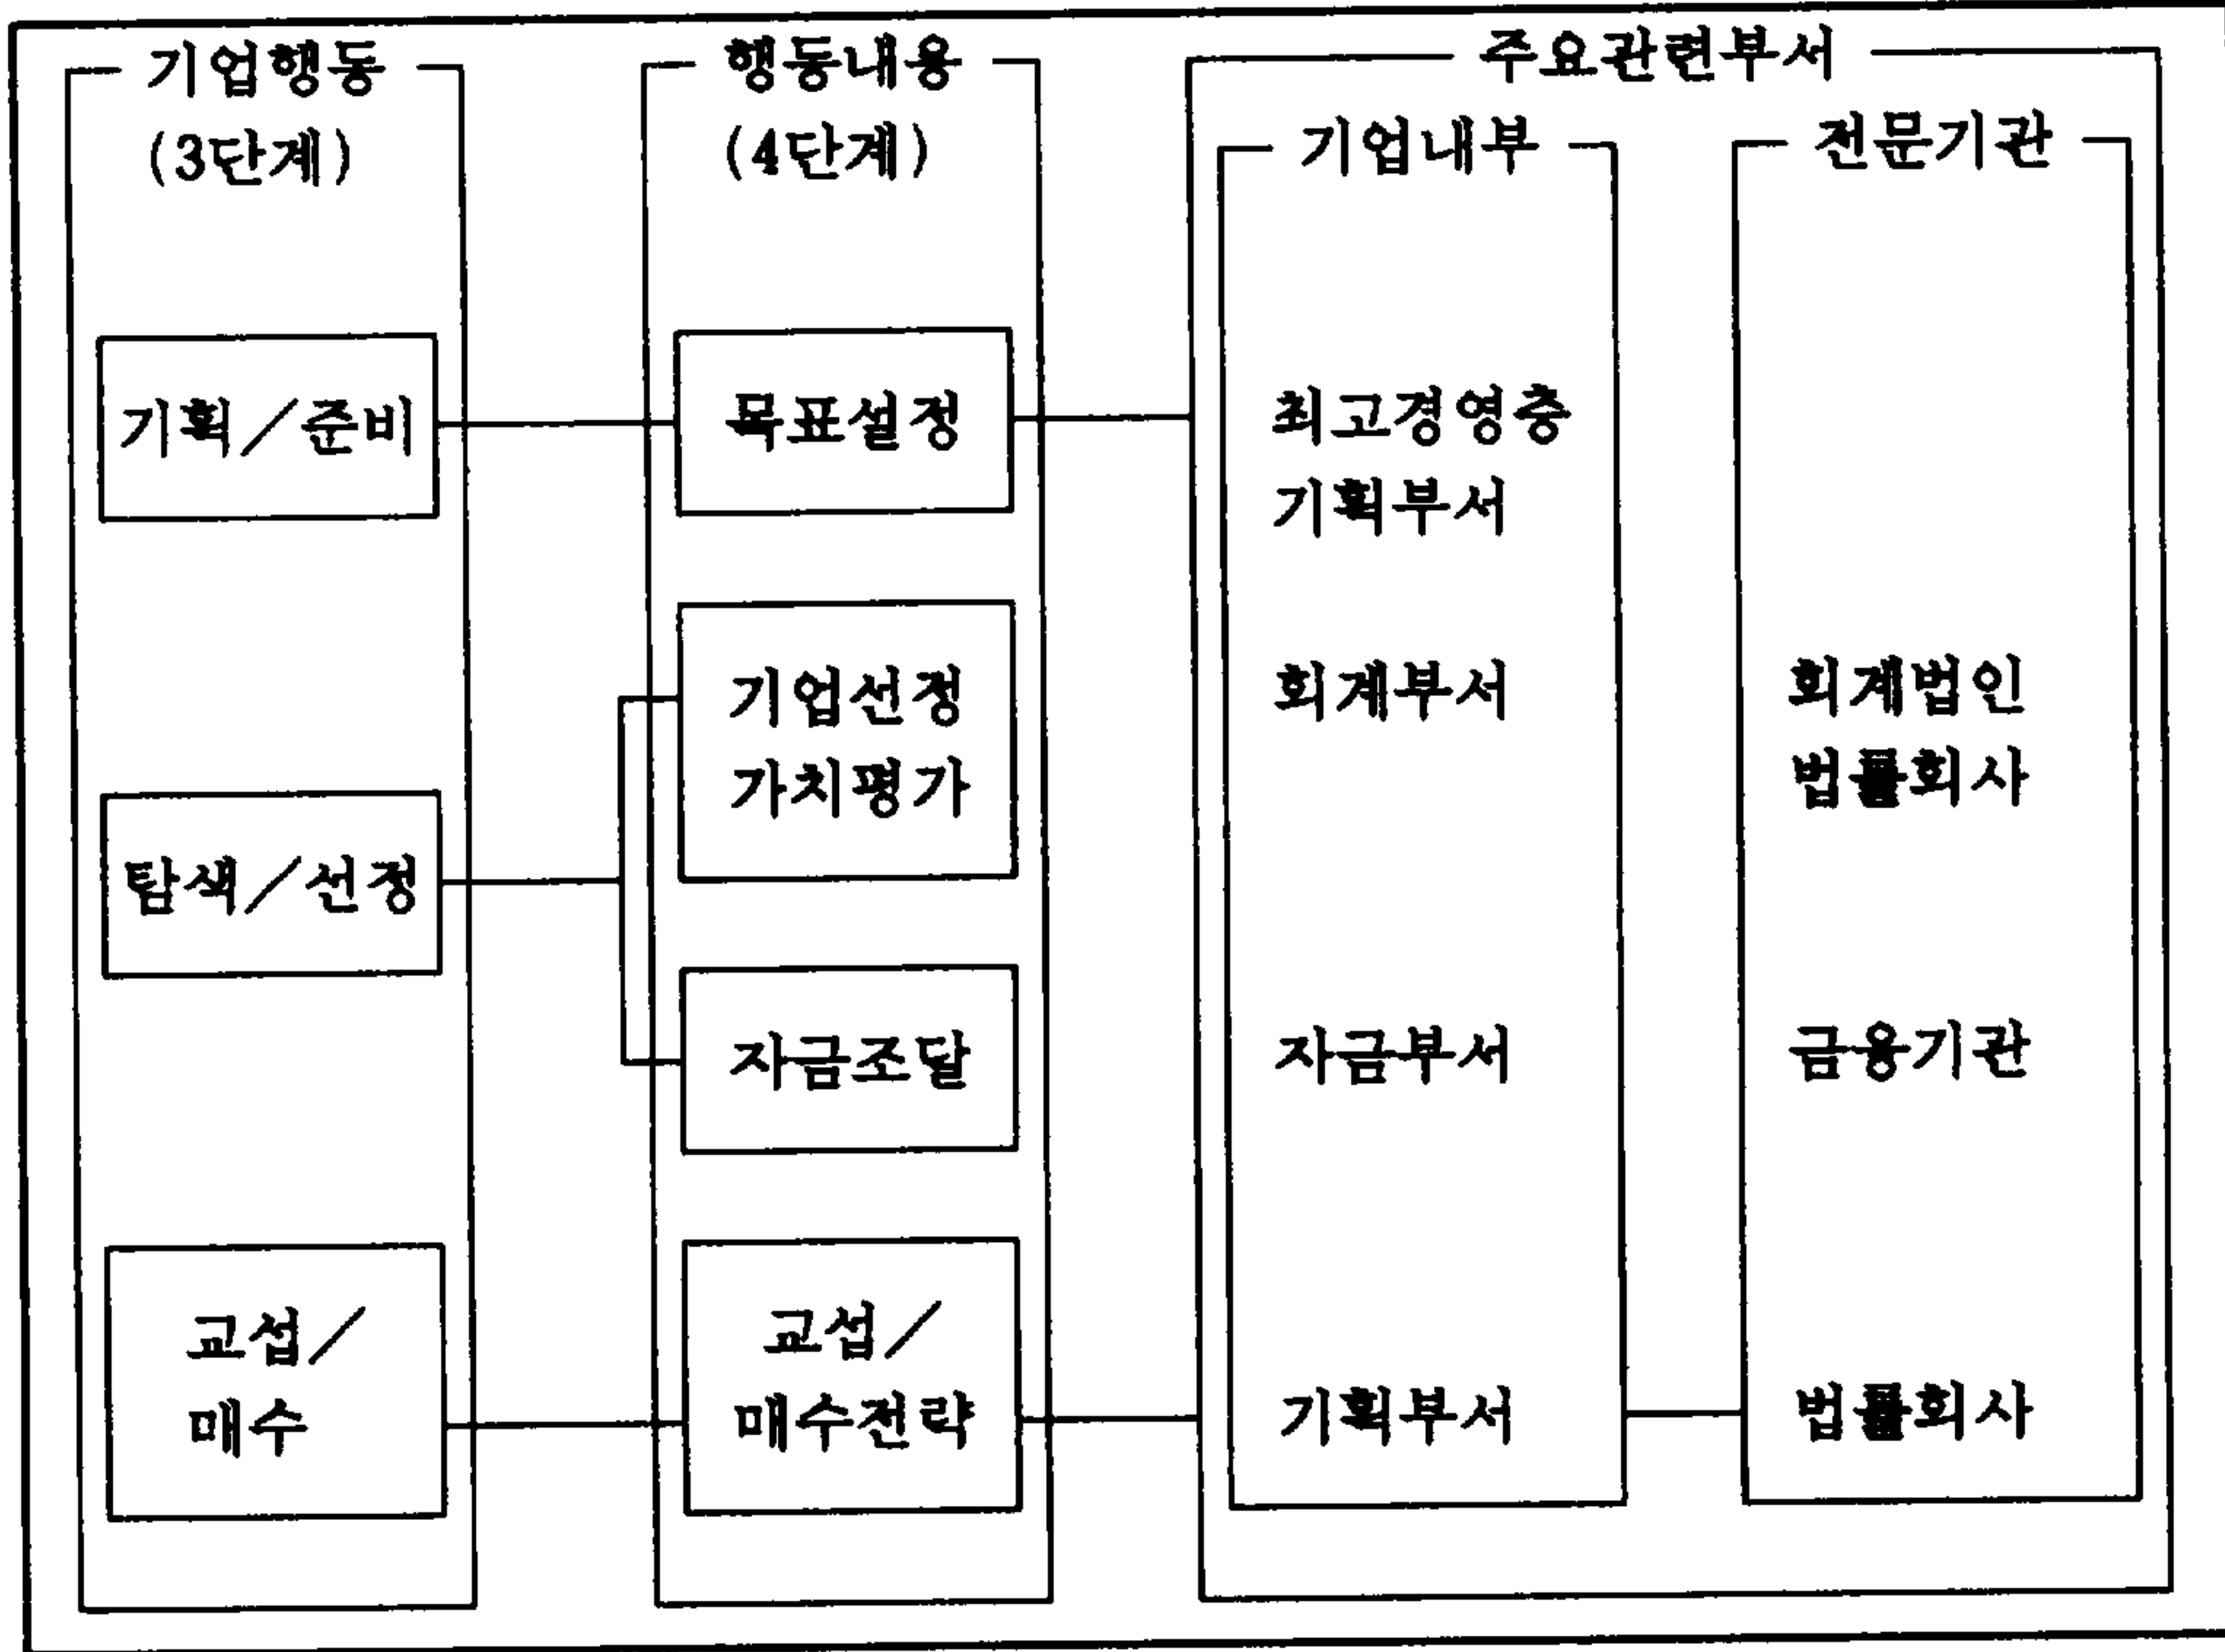 기업행동
(3단계)
행동내용
(4단계)
주요관련부서
기업내부
전문기관
기획／준비
목표설정
최고경영층
기획부서
탐색／선정
기업선정
가치평가
회계부서
회계법인
법률회사
자금조달
자금부서
금융기관
교섭／
매수
교섭／
매수전략
기획부서
법률회사